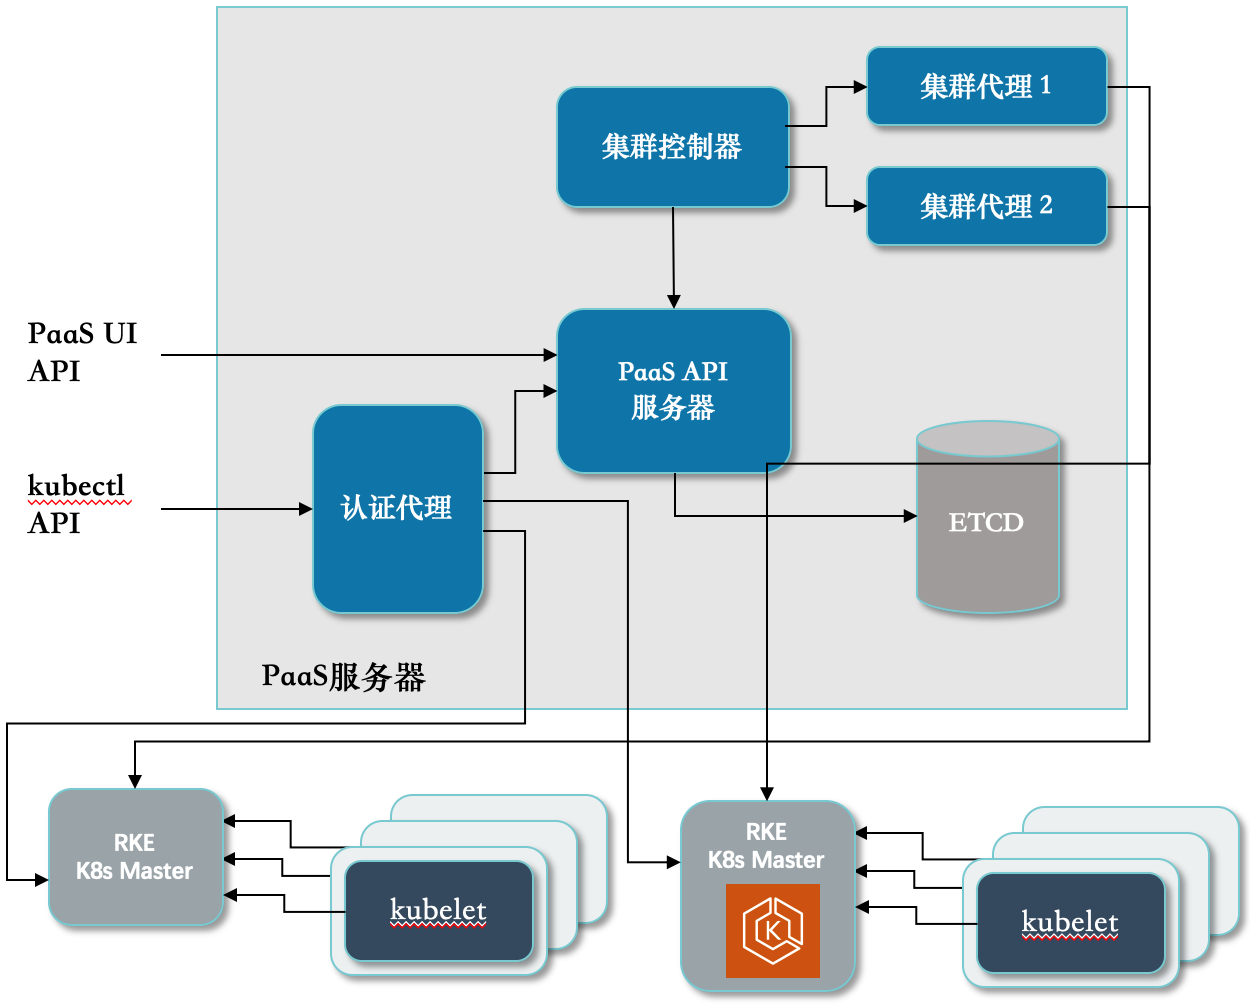 集群代理 1
集群控制器
集群代理 2
PaaS UI
API
PaaS API
服务器
kubectl
API
认证代理
ETCD
PaaS服务器
RKE
K8s Master
kubelet
RKE
K8s Master
K
kubelet